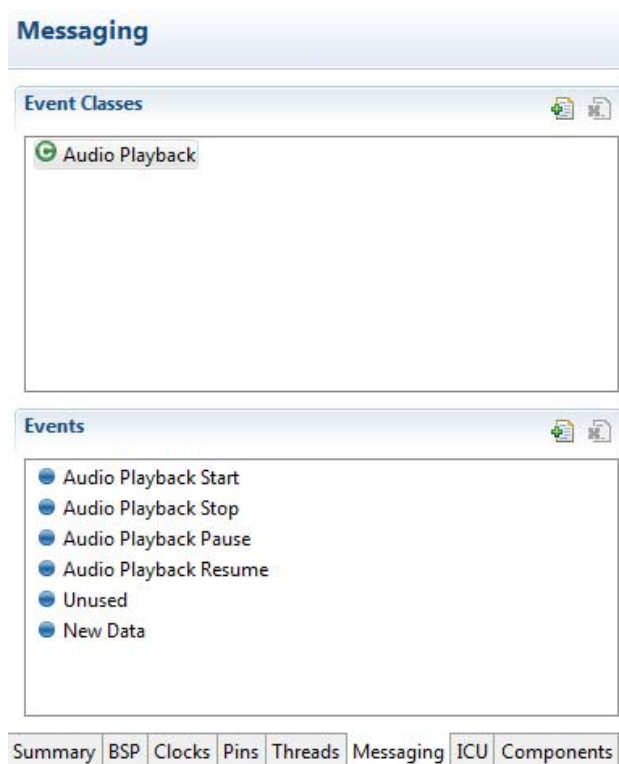 Messaging
Event Classes
Audio Playback
Events
Audio Playback Start
Audio Playback Stop
Audio Playback Pause
Audio Playback Resume
Unused
New Data
Summary BSP Clocks Pins Threads Messaging ICU Components